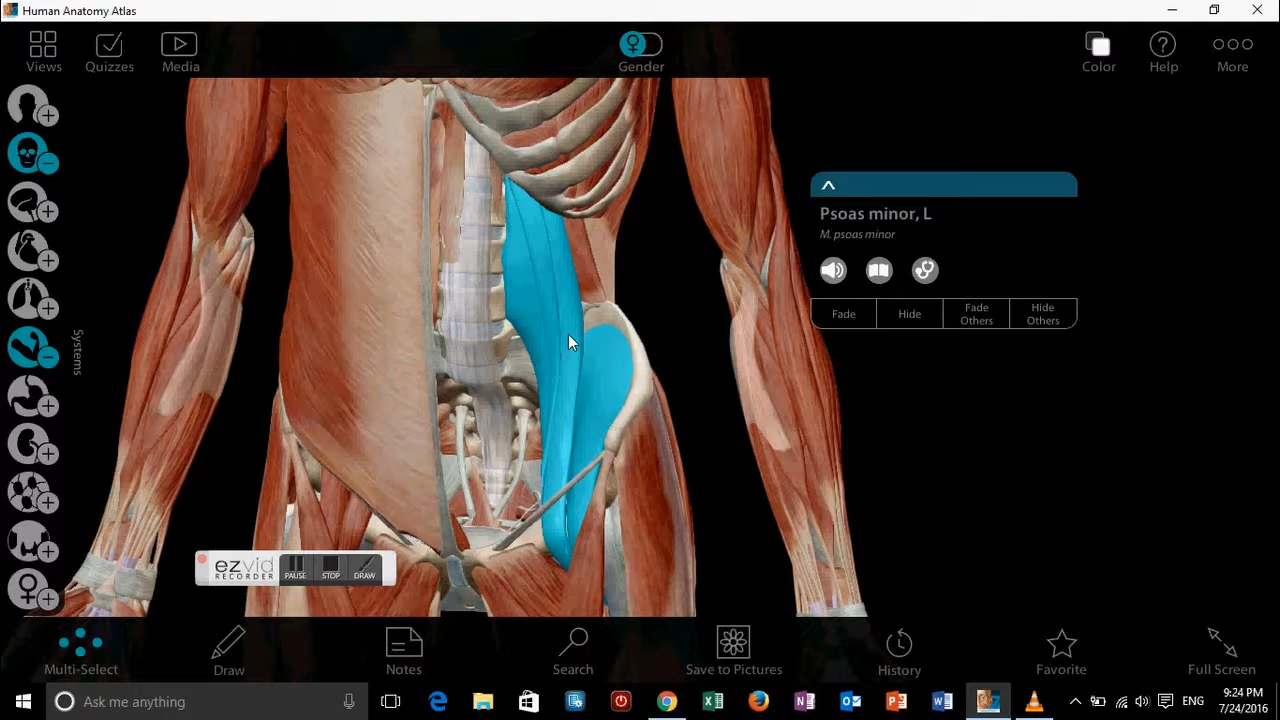 Human Anatomy Atlas
Views
Quizzes
Media
Gender
Color
Help
More
Systems
Psoas minor, L
M. psoas minor
Fade
Hide
Fade
Others
Hide
Others
ezvid
RECORDER
PAUSE
STOP
DRAW
Multi-Select
Draw
Notes
Search
Save to Pictures
History
Favorite
Full Screen
Ask me anything
ENG
9:24 PM
7/24/2016